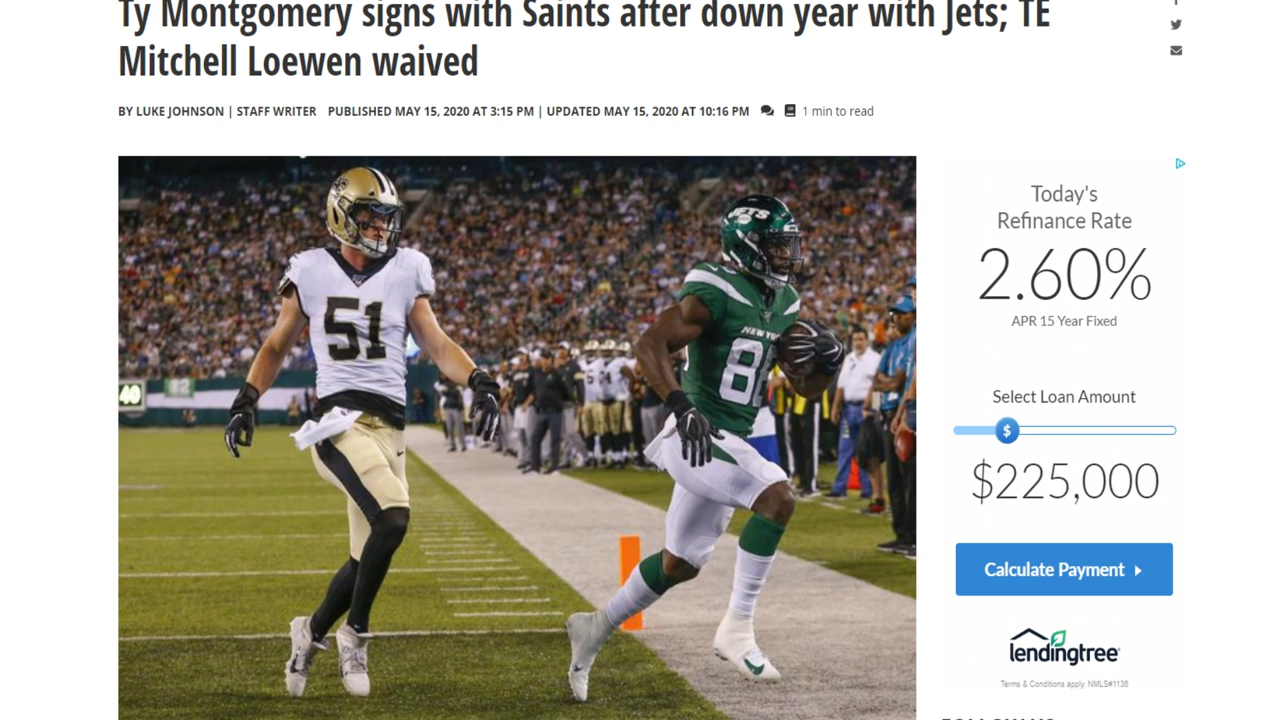 Ty Montgomery signs with Saints after down year with Jets; TE
Mitchell Loewen waived
BY LUKE JOHNSON | STAFF WRITER PUBLISHED MAY 15, 2020 AT 3:15 PM | UPDATED MAY 15, 2020 AT 10:16 PM 1 min to read
JETS
51
NEW YO
88
40
Today's
Refinance Rate
2.60%
APR 15 Year Fixed
Select Loan Amount
$
$225,000
Calculate Payment
lendingtree
Terms & Conditions apply. NMLS#1136